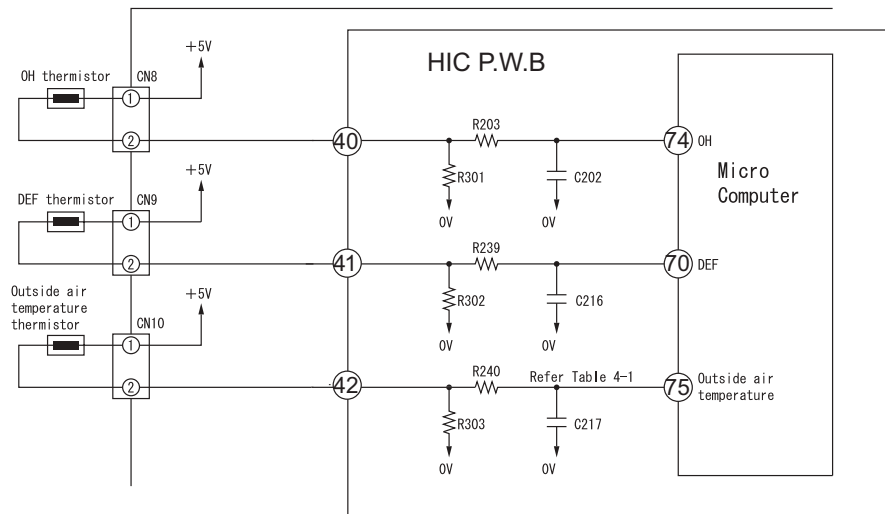 HIC P.W.B
+5V
OH thermistor
CN8
1
2
40
R203
R301
0V
C202
0V
74
OH
Micro
Computer
+5V
DEF thermistor
CN9
1
2
41
R239
R302
0V
C216
0V
70
DEF
+5V
Outside air
temperature
thermistor
CN10
1
2
42
R240
Refer Table 4-1
R303
0V
C217
0V
75
Outside air
temperature